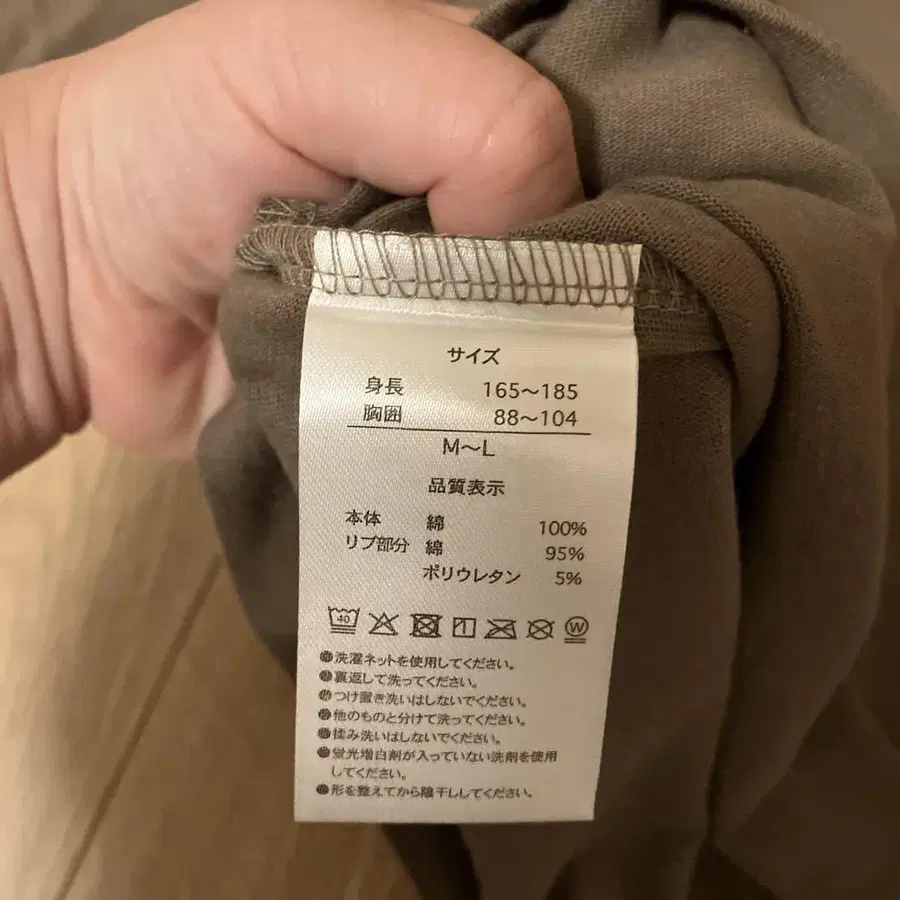 サイズ
身長 165～185
胸囲 88～104
M～L
品質表示
本体 綿 100%
リブ部分 綿 95%
ポリウレタン 5%
40 W
●洗濯ネットを使用してください。
●裏返して洗ってください。
●つけ置き洗いはしないでください。
●他のものと分けて洗ってください。
●揉み洗いはしないでください。
●蛍光増白剤が入っていない洗剤を使用
してください。
●形を整えてから陰干ししてください。